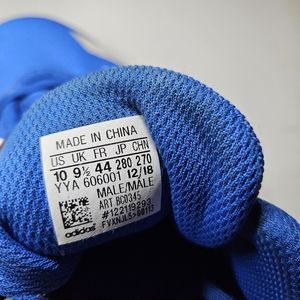 MADE IN CHINA
US UK FR JP CHN
10 9½ 44 280 270
YYA 606001 12/18
MALE/MÂLE
ART BC0345
#122119293
adidas